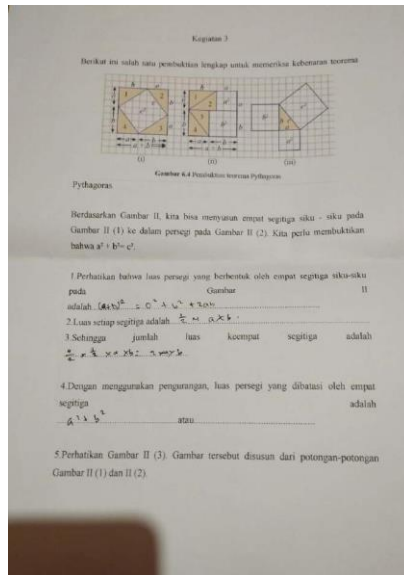 Kegiatan 3
Berikut ini salah satu pembuktian lengkap untuk memeriksa kebenaran teorema
(i) (ii) (iii)
Gambar 6.4 Pembuktian teorema Pythagoras
Pythagoras
Berdasarkan Gambar II, kita bisa menyusun empat segitiga siku - siku pada
Gambar II (1) ke dalam persegi pada Gambar II (2). Kita perlu membuktikan
bahwa a² + b²= c².
1.Perhatikan bahwa luas persegi yang berbentuk oleh empat segitiga siku-siku
pada Gambar II
adalah (a+b)² = a² + b² + 2ab
2.Luas setiap segitiga adalah ½ × a×b.
3.Sehingga jumlah luas keempat segitiga adalah
4.Dengan menggunakan pengurangan, luas persegi yang dibatasi oleh empat
segitiga adalah
a² + b² atau
5.Perhatikan Gambar II (3). Gambar tersebut disusun dari potongan-potongan
Gambar II (1) dan II (2).